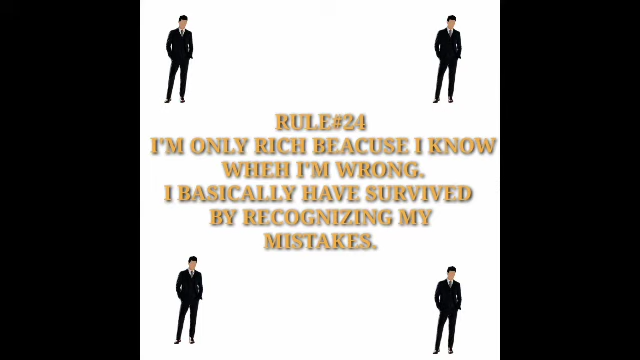 RULE#24
I'M ONLY RICH BEACUSE I KNOW
WHEH I'M WRONG.
I BASICALLY HAVE SURVIVED
BY RECOGNIZING MY
MISTAKES.